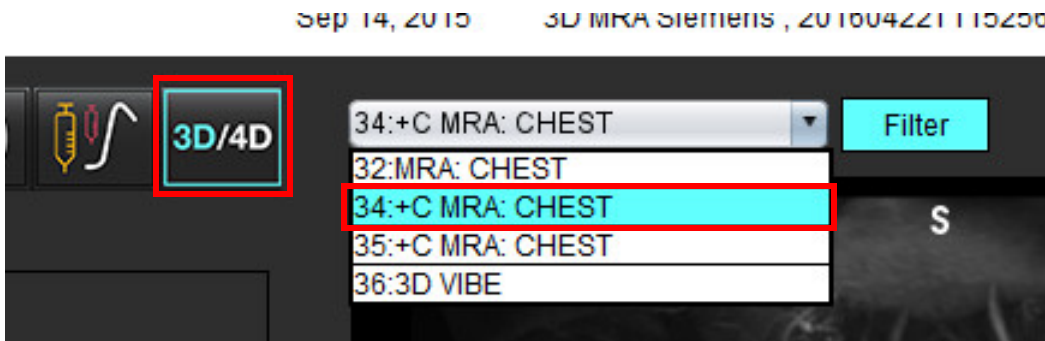 Sep 14, 2015 3D MRA Siemens , 201604221115256
3D/4D
34:+C MRA: CHEST
Filter
32:MRA: CHEST
34:+C MRA: CHEST
35:+C MRA: CHEST
36:3D VIBE
S